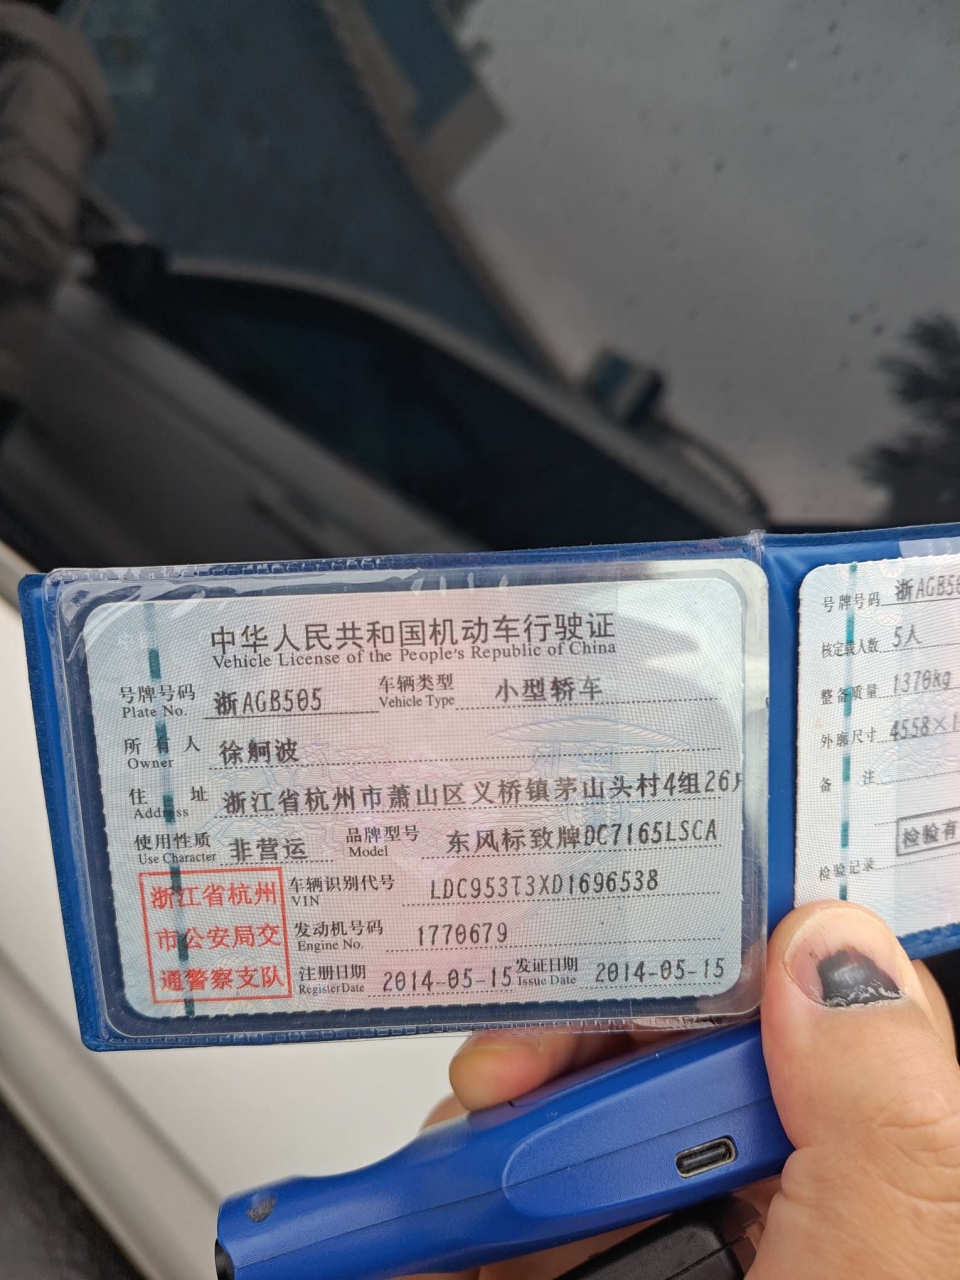 中华人民共和国机动车行驶证
Vehicle License of the People's Republic of China
号牌号码 浙AGB505 车辆类型 小型轿车
Plate No. Vehicle Type
所有人 徐舸波
Owner
住址 浙江省杭州市萧山区义桥镇茅山头村4组26
Address
使用性质 非营运 品牌型号 东风标致牌DC7165LSCA
Use Character Model
浙江省杭州
市公安局交
通警察支队
车辆识别代号 LDC953T3XD1696538
VIN
发动机号码 1770679
Engine No.
注册日期 2014-05-15 发证日期 2014-05-15
Register Date Issue Date
号牌号码 浙AGB50
核定载人数 5人
整备质量 1370kg
外廓尺寸 4558×1
备注
检验有
检验记录